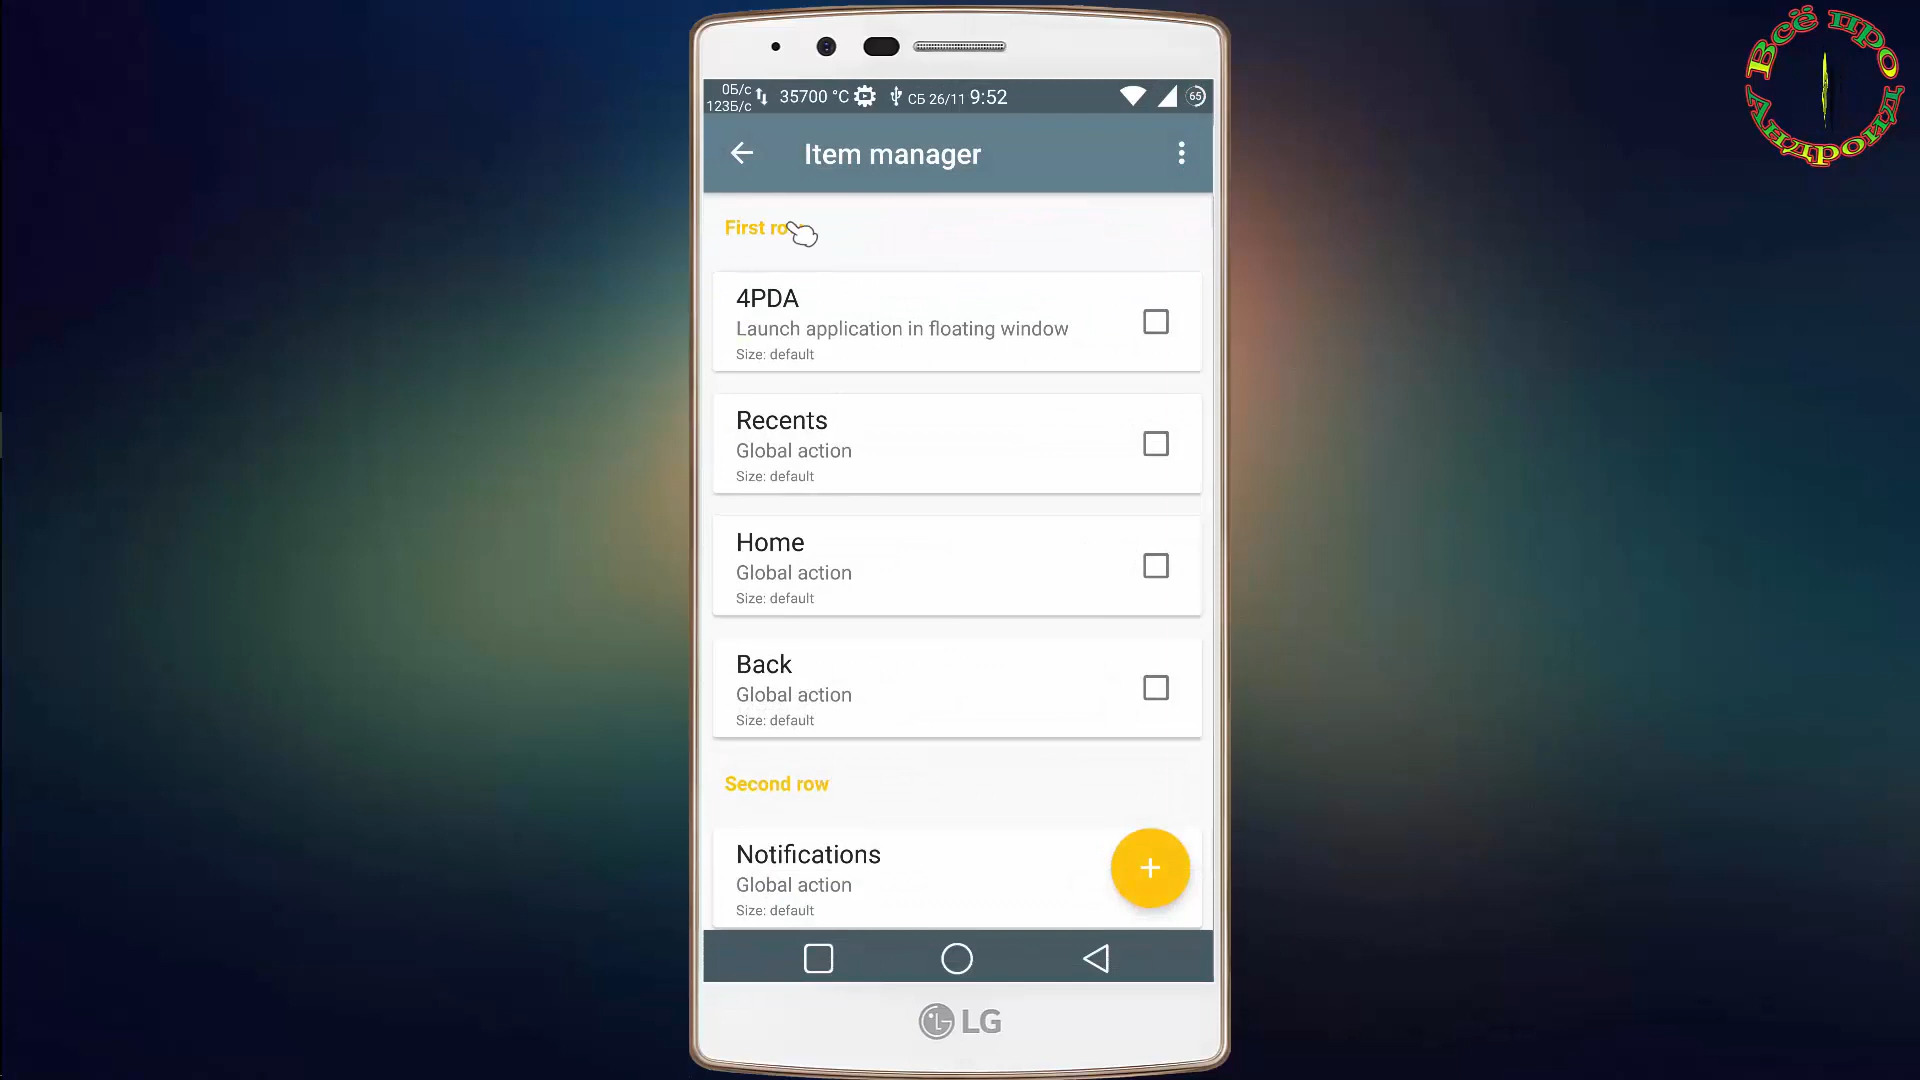 Всё про Андроид
0Б/с
123Б/с
35700 °C
СБ 26/11 9:52
65
Item manager
First ro
4PDA
Launch application in floating window
Size: default
Recents
Global action
Size: default
Home
Global action
Size: default
Back
Global action
Size: default
Second row
Notifications
Global action
Size: default
LG